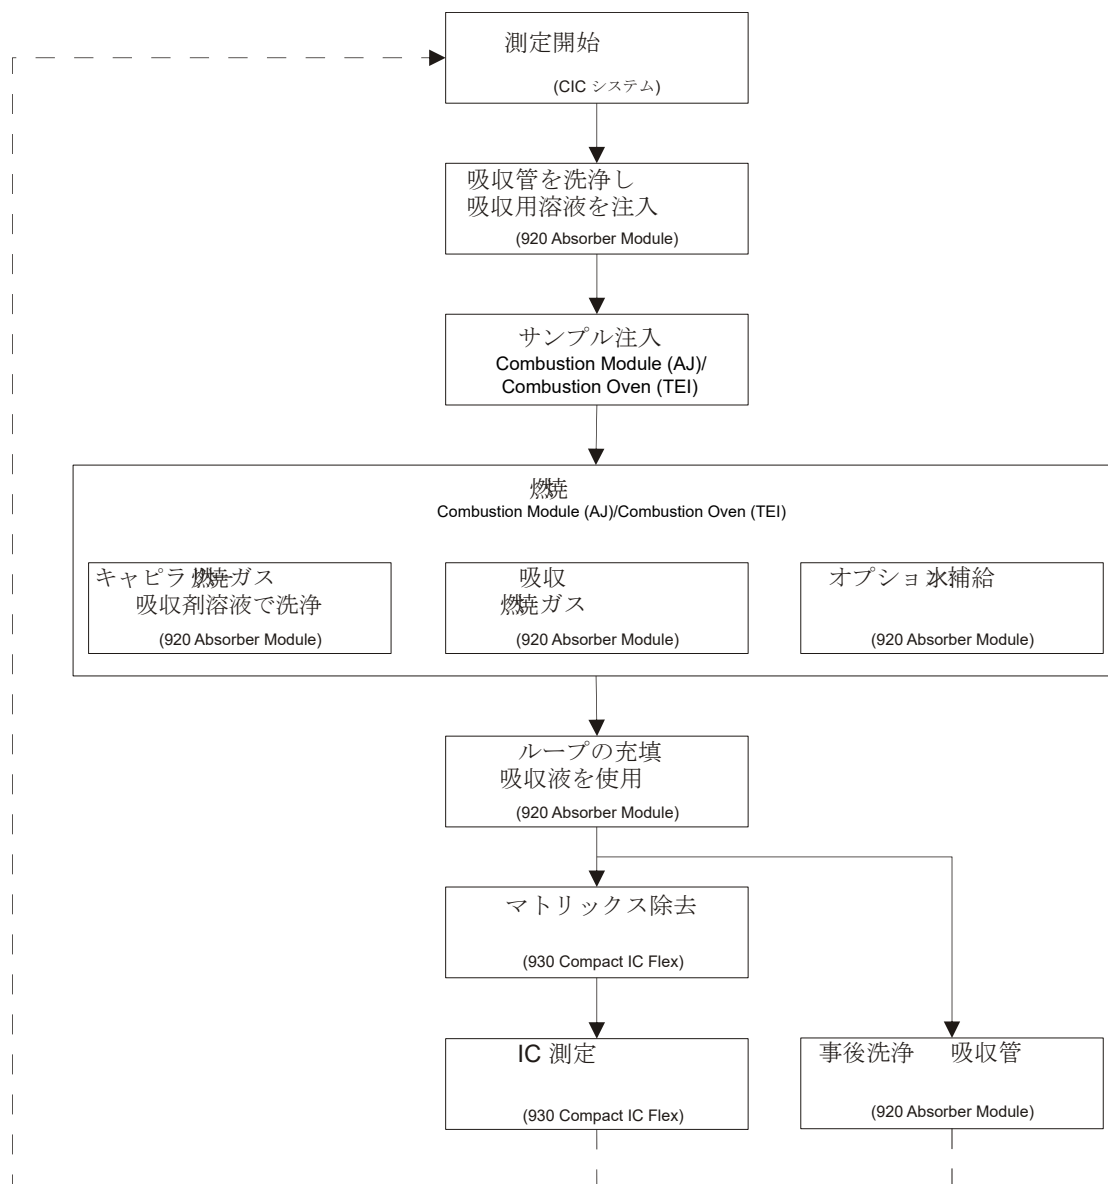 測定開始
(CIC システム)
吸収管を洗浄し
吸収用溶液を注入
(920 Absorber Module)
サンプル注入
Combustion Module (AJ)/
Combustion Oven (TEI)
燃焼
Combustion Module (AJ)/Combustion Oven (TEI)
キャピラリー燃焼ガス
吸収剤溶液で洗浄
(920 Absorber Module)
吸収
燃焼ガス
(920 Absorber Module)
オプション水補給
(920 Absorber Module)
ループの充填
吸収液を使用
(920 Absorber Module)
マトリックス除去
(930 Compact IC Flex)
IC 測定
(930 Compact IC Flex)
事後洗浄 吸収管
(920 Absorber Module)